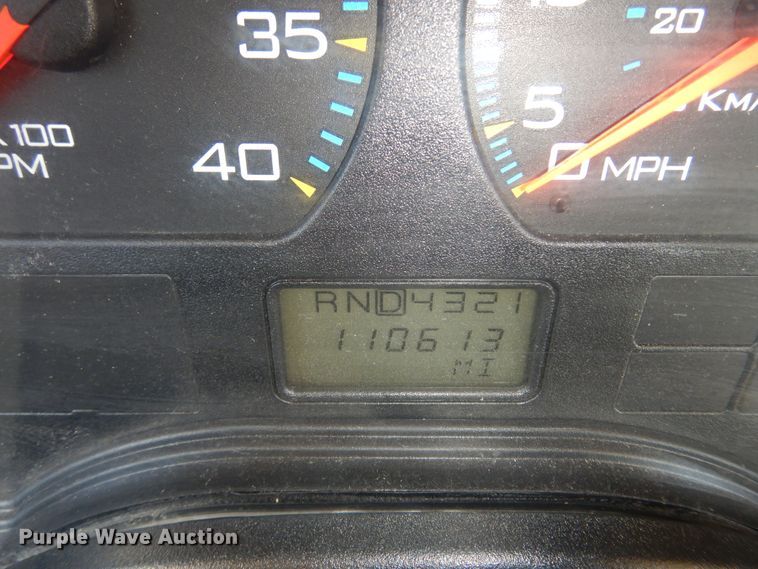 35
20
5
KM/
X 100
PM
40
0 MPH
RND4321
110613
MI
Purple Wave Auction®